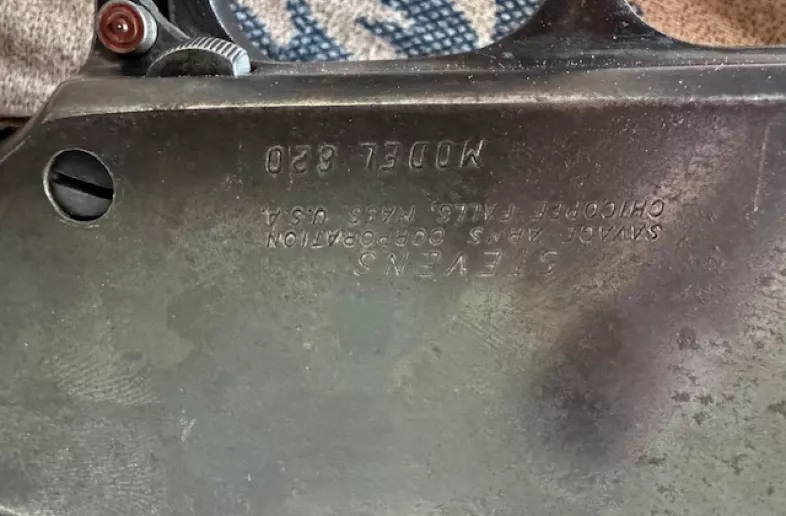 STEVENS
SAVAGE ARMS CORPORATION
CHICOPEE FALLS, MASS. U.S.A.
MODEL 820